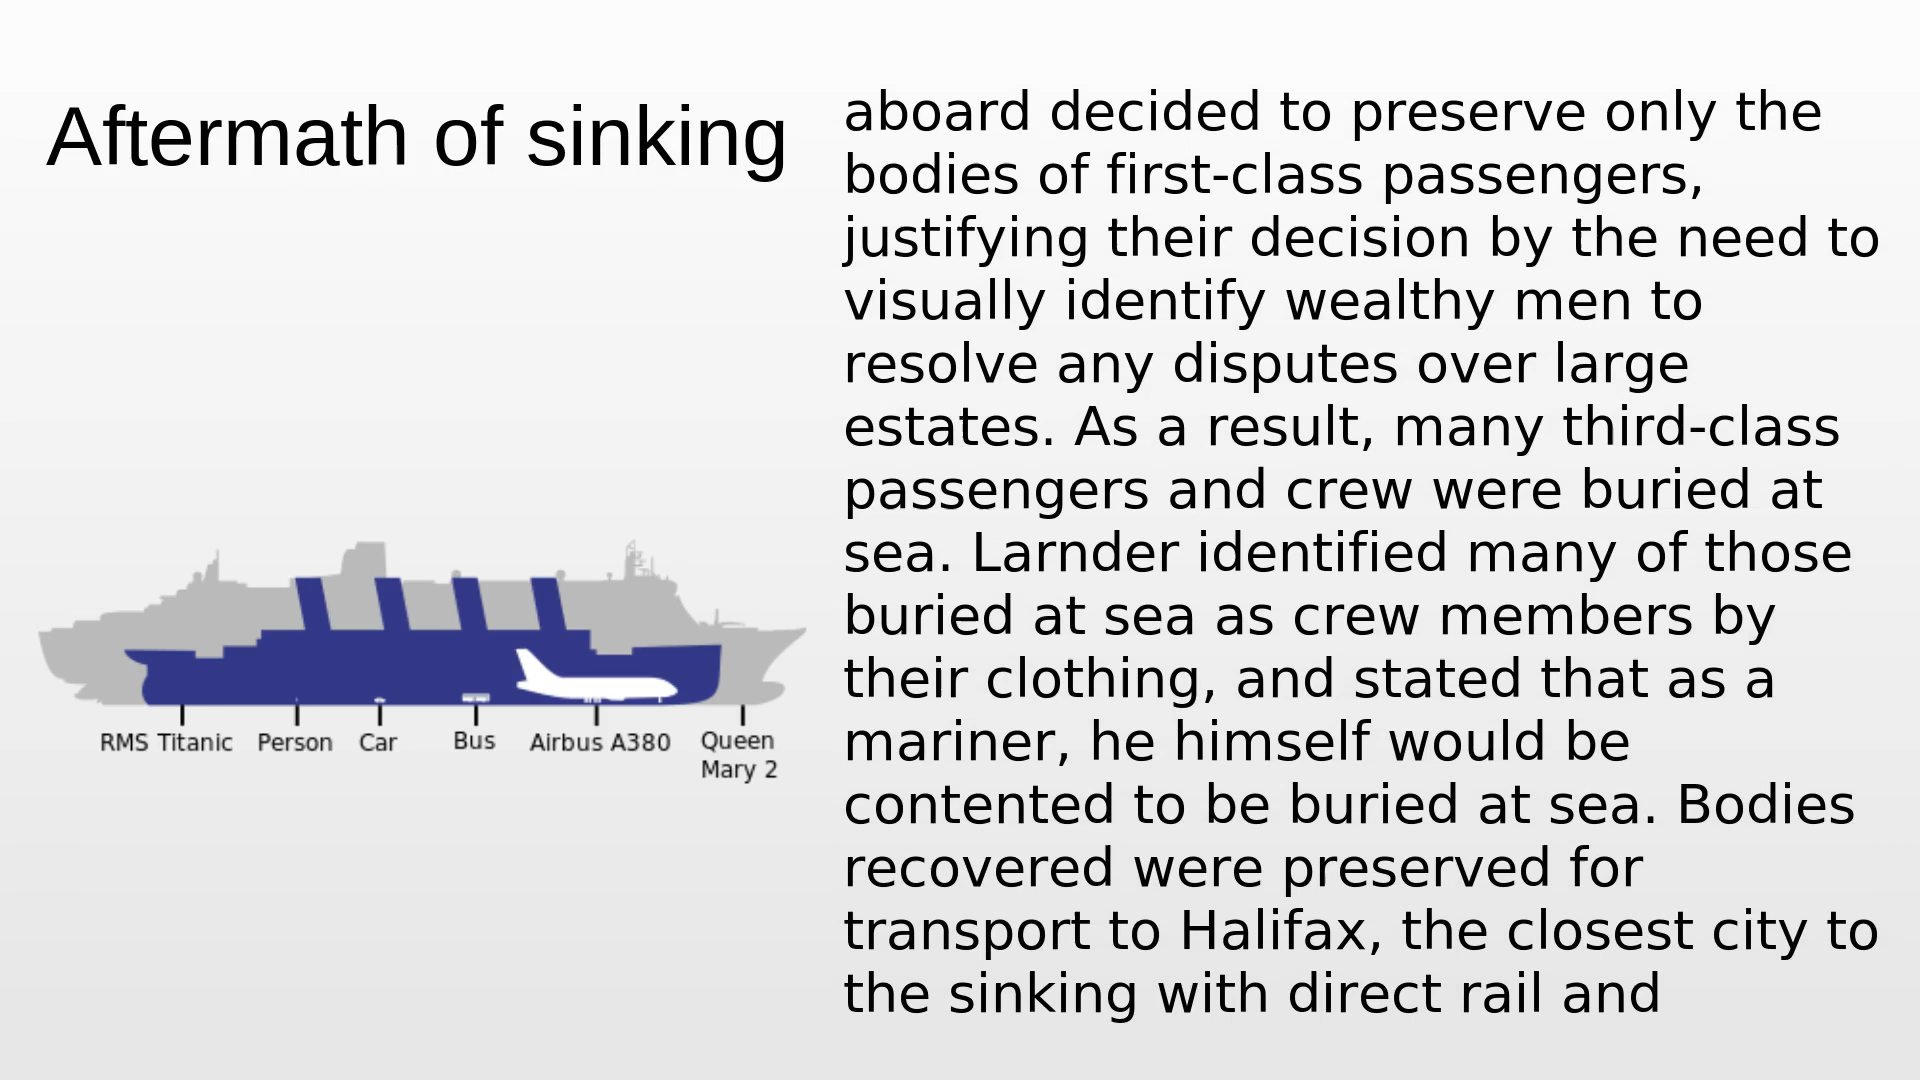 Aftermath of sinking
aboard decided to preserve only the
bodies of first-class passengers,
justifying their decision by the need to
visually identify wealthy men to
resolve any disputes over large
estates. As a result, many third-class
passengers and crew were buried at
sea. Larnder identified many of those
buried at sea as crew members by
their clothing, and stated that as a
mariner, he himself would be
contented to be buried at sea. Bodies
recovered were preserved for
transport to Halifax, the closest city to
the sinking with direct rail and
RMS Titanic
Person
Car
Bus
Airbus A380
Queen
Mary 2